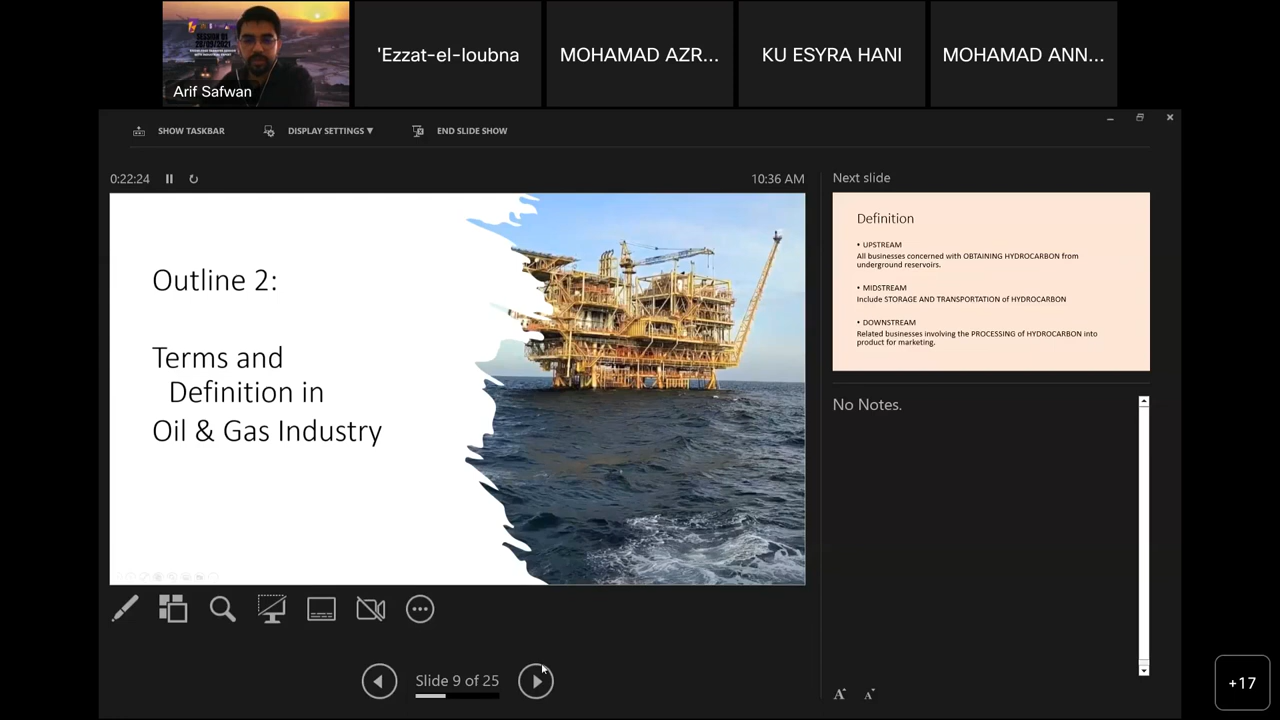 Arif Safwan
'Ezzat-el-loubna
MOHAMAD AZR...
KU ESYRA HANI
MOHAMAD ANN...
SHOW TASKBAR
DISPLAY SETTINGS ▼
END SLIDE SHOW
0:22:24
10:36 AM
Outline 2:
Terms and
Definition in
Oil & Gas Industry
Next slide
Definition
• UPSTREAM
All businesses concerned with OBTAINING HYDROCARBON from
underground reservoirs.
• MIDSTREAM
Include STORAGE AND TRANSPORTATION of HYDROCARBON
• DOWNSTREAM
Related businesses involving the PROCESSING of HYDROCARBON into
product for marketing.
No Notes.
Slide 9 of 25
A A
+17